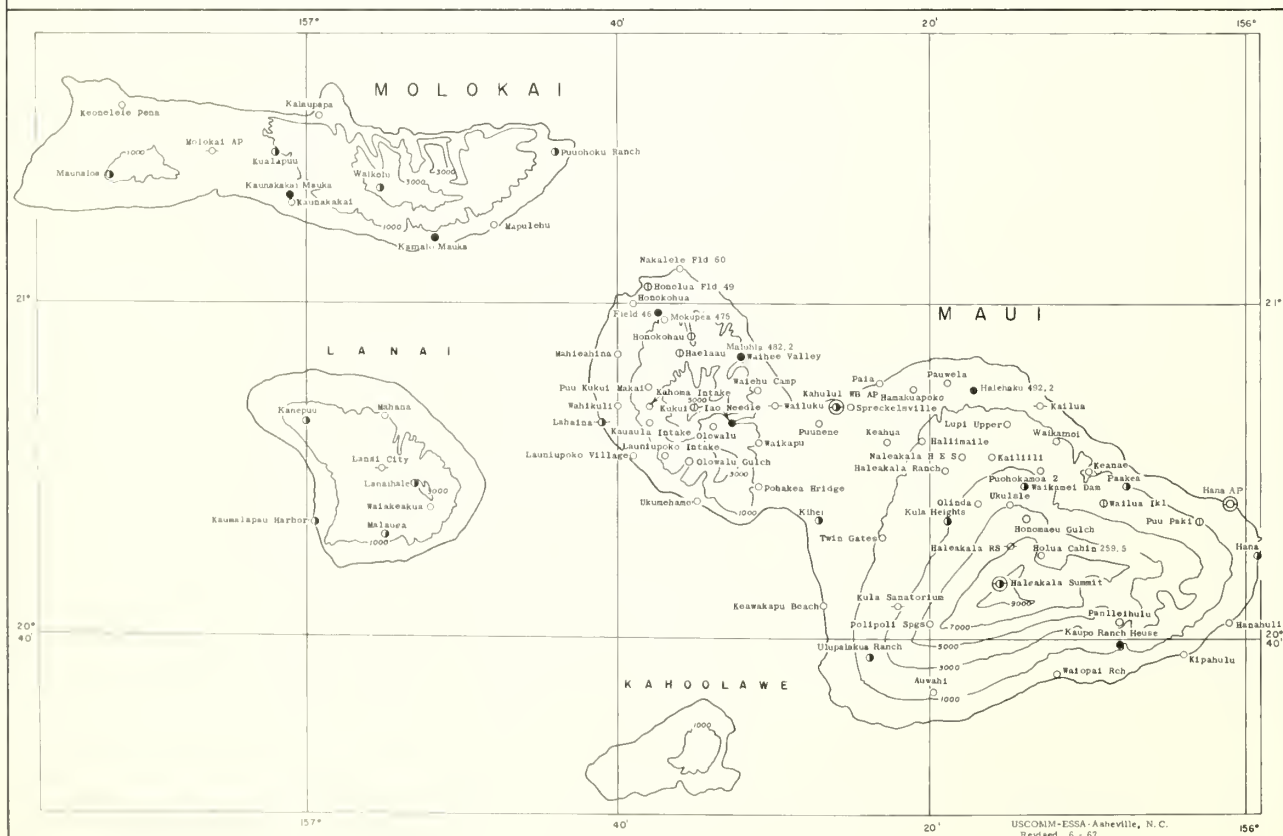 157°
40'
20'
156°
MOLOKAI
Kalaupapa
Keonelele Pena
Molokai AP
Kualapuu
Puuohoku Ranch
1000
3000
3000
Maunaloa
Waikolu
Kaunakakai Mauka
Kaunakakai
1000
Mapulehu
Kamalo Mauka
Nakalele Fld 60
Honolua Fld 49
21°
Honokohua
21°
Field 46
Mokupea 475
MAUI
Honokohau
LANAI
Mahieahina
Haelaau
Waihee Valley
Puu Kukui Makai
Waiehu Camp
Paia
Pauwela
Kahului WB AP
Hamakuapoko
Halehaku 492.2
Kahoma Intake
3000
Kanepuu
Mahana
Wahikuli
Kukui
Iao Needle
Wailuku
Spreckelsville
Kailua
Lahaina
Kauaula Intake
Olowalu
Puunene
Lupi Upper
Keahua
Haliimaile
Waikamoi
Launiupoko Intake
Waikapu
Lanai City
Launiupoko Village
Olowalu Gulch
Haleakala Ranch
Kailiili
Keanae
Lanaihale
3000
3000
Puohokamoa 2
Waikamoi Dam
Paakea
Hana AP
Waiakeakua
Ukumehame
Pohakea Bridge
1000
Olinda
Ukulele
Wailua Iki
Kaumalapau Harbor
Malauea
1000
Kihei
Kula Heights
Honomaeu Gulch
Puu Paki
Twin Gates
Haleakala RS
Holua Cabin 259.5
Hana
Haleakala Summit
Keawakapu Beach
Kula Sanatorium
9000
20°
40'
Polipoli Spgs
7000
Kaupo Ranch House
Hanahuli
20°
40'
Ulupalakua Ranch
5000
3000
Kipahulu
Waiopai Rch
KAHOOLAWE
Auwahi
1000
1000
157°
40'
20'
156°
USCOMM-ESSA-Asheville, N.C.
Revised 6 - 67